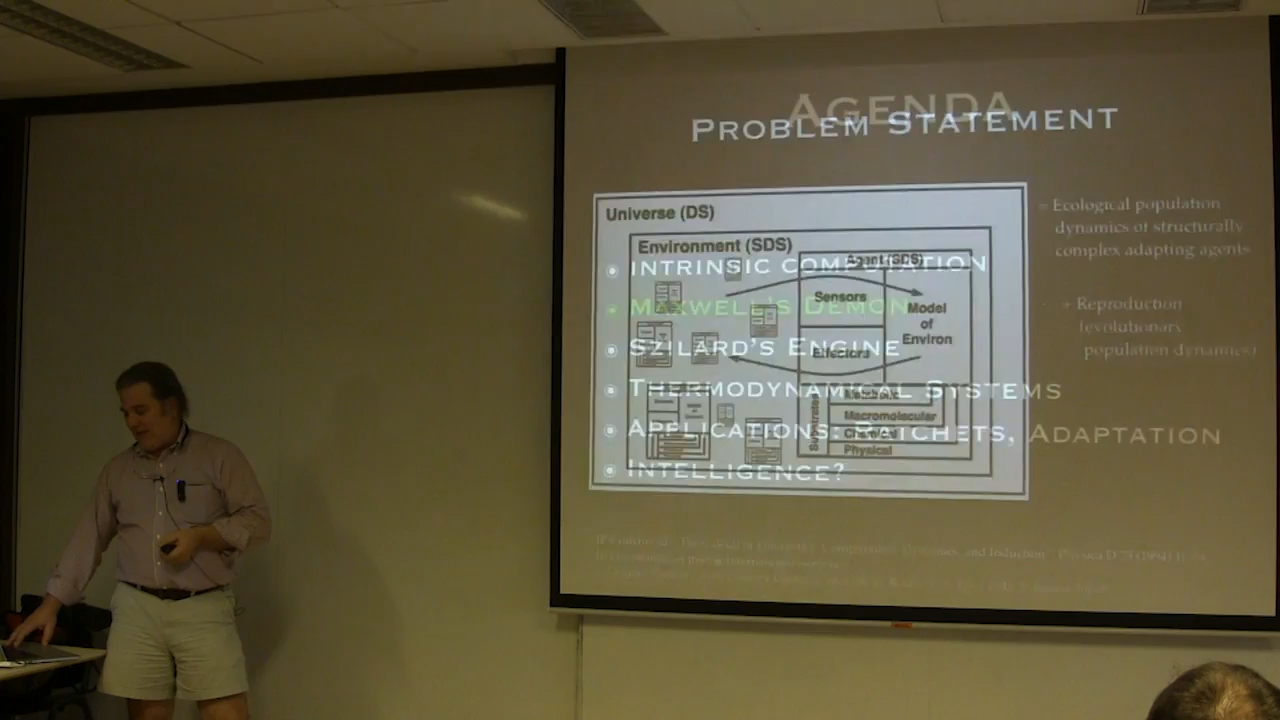 AGENDA
PROBLEM STATEMENT
Universe (DS)
Environment (SDS)
Agent (SDS)
Sensors
Model
of
Environ
Effectors
Substrates
Metabolic
Macromolecular
Chemical
Physical
Ecological population
dynamics of structurally
complex adapting agents
→ Reproduction
(evolutionary
population dynamics)
INTRINSIC COMPUTATION
MAXWELL'S DEMON
SZILARD'S ENGINE
THERMODYNAMICAL SYSTEMS
APPLICATIONS: RATCHETS, ADAPTATION
INTELLIGENCE?